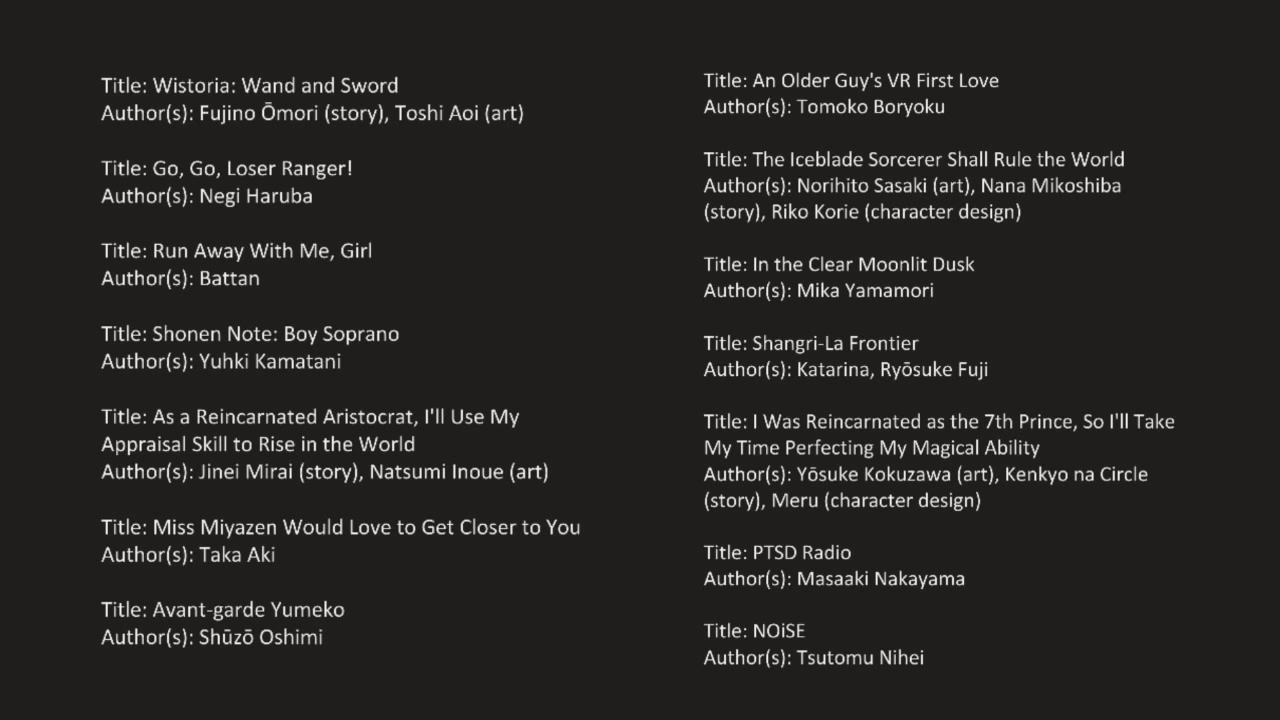 Title: Wistoria: Wand and Sword
Author(s): Fujino Ōmori (story), Toshi Aoi (art)
Title: Go, Go, Loser Ranger!
Author(s): Negi Haruba
Title: Run Away With Me, Girl
Author(s): Battan
Title: Shonen Note: Boy Soprano
Author(s): Yuhki Kamatani
Title: As a Reincarnated Aristocrat, I'll Use My
Appraisal Skill to Rise in the World
Author(s): Jinei Mirai (story), Natsumi Inoue (art)
Title: Miss Miyazen Would Love to Get Closer to You
Author(s): Taka Aki
Title: Avant-garde Yumeko
Author(s): Shūzō Oshimi
Title: An Older Guy's VR First Love
Author(s): Tomoko Boryoku
Title: The Iceblade Sorcerer Shall Rule the World
Author(s): Norihito Sasaki (art), Nana Mikoshiba
(story), Riko Korie (character design)
Title: In the Clear Moonlit Dusk
Author(s): Mika Yamamori
Title: Shangri-La Frontier
Author(s): Katarina, Ryōsuke Fuji
Title: I Was Reincarnated as the 7th Prince, So I'll Take
My Time Perfecting My Magical Ability
Author(s): Yōsuke Kokuzawa (art), Kenkyo na Circle
(story), Meru (character design)
Title: PTSD Radio
Author(s): Masaaki Nakayama
Title: NOiSE
Author(s): Tsutomu Nihei